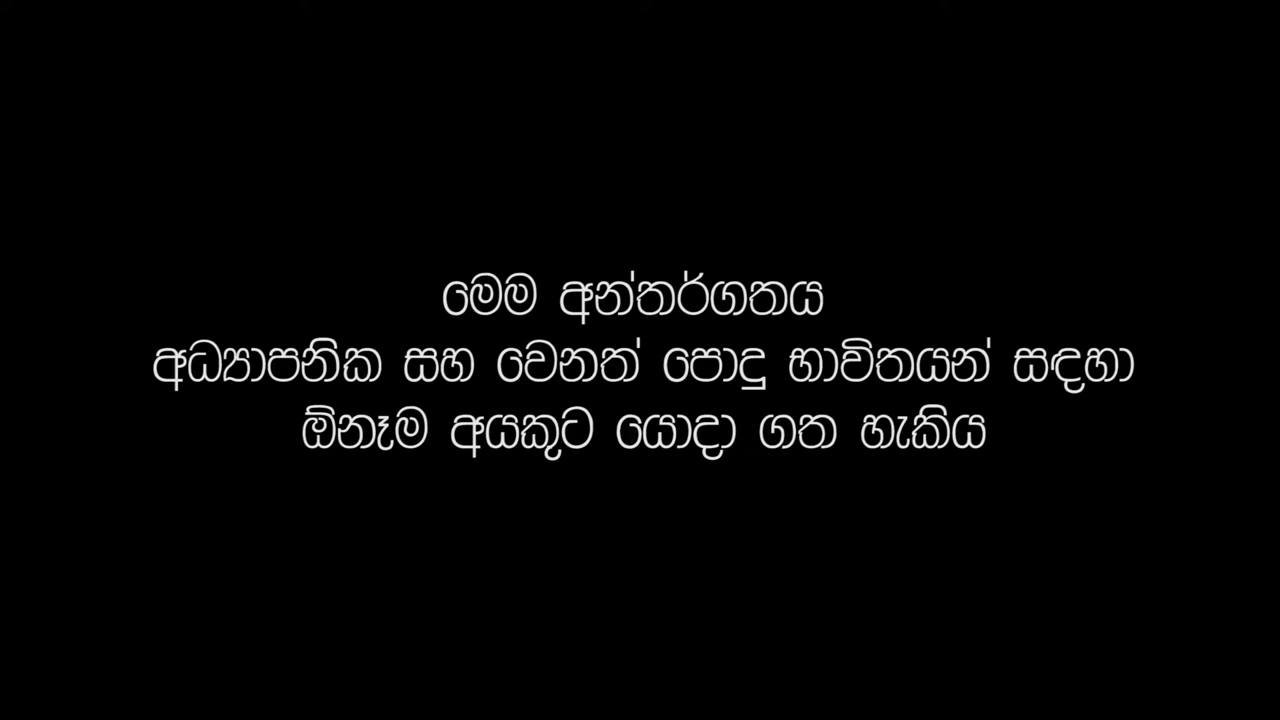 මෙම අන්තර්ගතය
අධ්‍යාපනික සහ වෙනත් පොදු භාවිතයන් සඳහා
ඕනෑම අයකුට යොදා ගත හැකිය